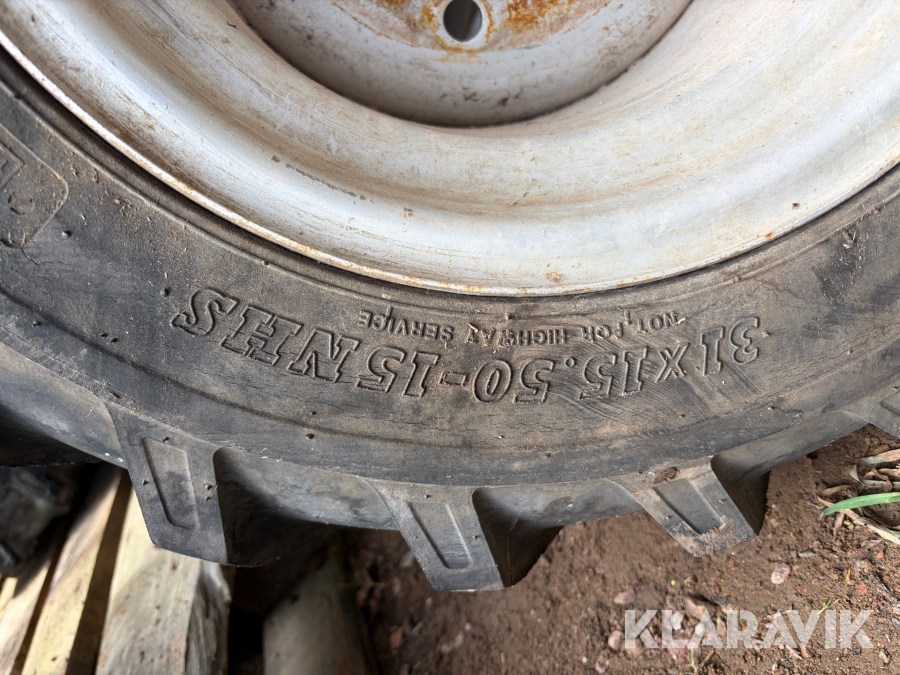 31X15.50-15NHS
NOT FOR HIGHWAY SERVICE
KLARAVIK